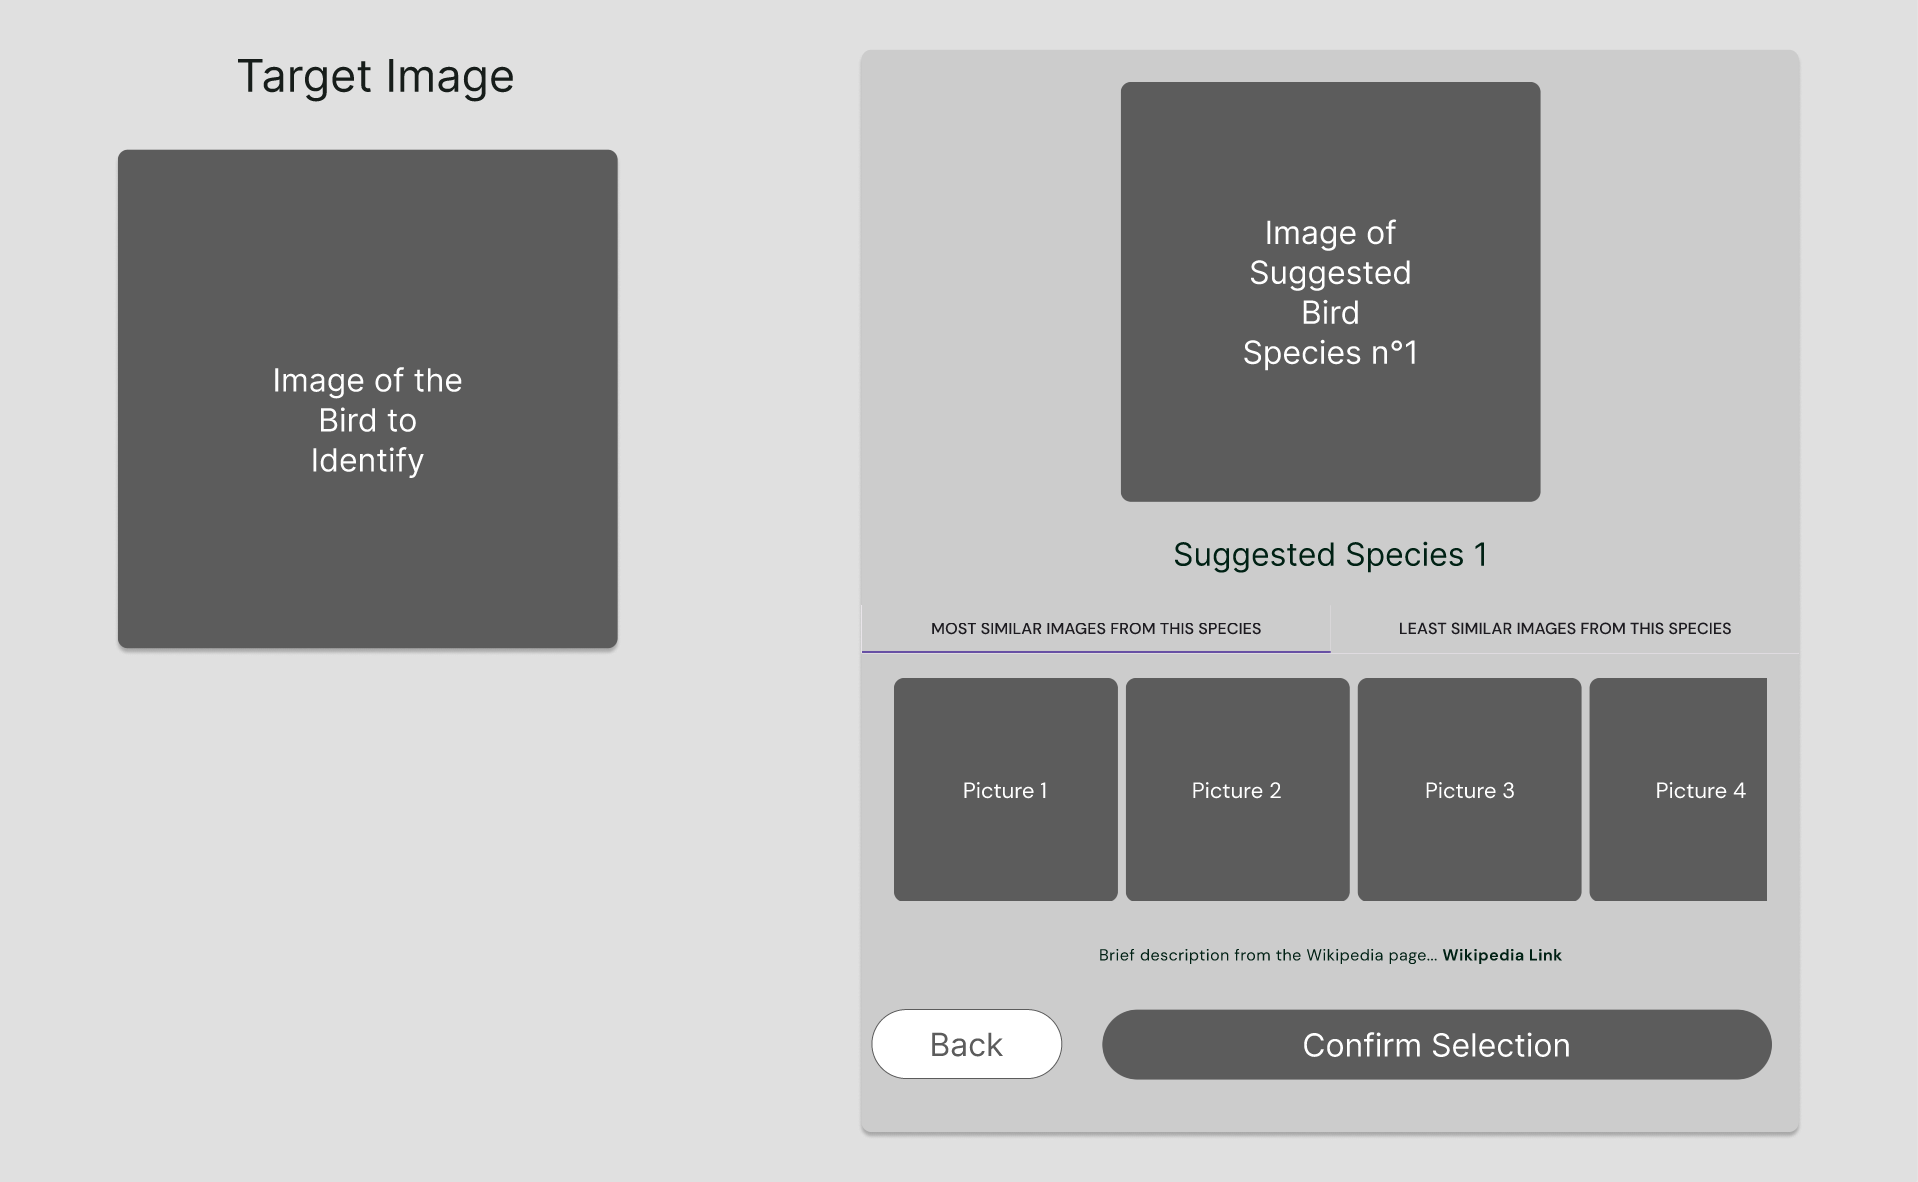 Target Image
Image of the
Bird to
Identify
Image of
Suggested
Bird
Species n°1
Suggested Species 1
MOST SIMILAR IMAGES FROM THIS SPECIES
LEAST SIMILAR IMAGES FROM THIS SPECIES
Picture 1
Picture 2
Picture 3
Picture 4
Brief description from the Wikipedia page... Wikipedia Link
Back
Confirm Selection